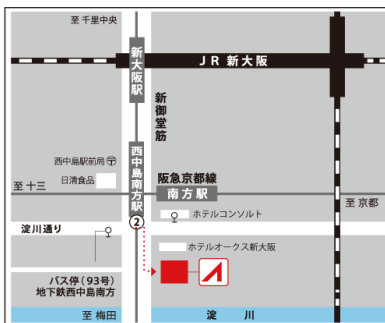 至 千里中央
新大阪駅
JR 新大阪
新御堂筋
西中島駅前局
日清食品
西中島南方駅
阪急京都線
南方駅
至 十三
至 京都
②
ホテルコンソルト
淀川通り
ホテルオークス新大阪
バス停(93号)
地下鉄西中島南方
至 梅田
淀 川